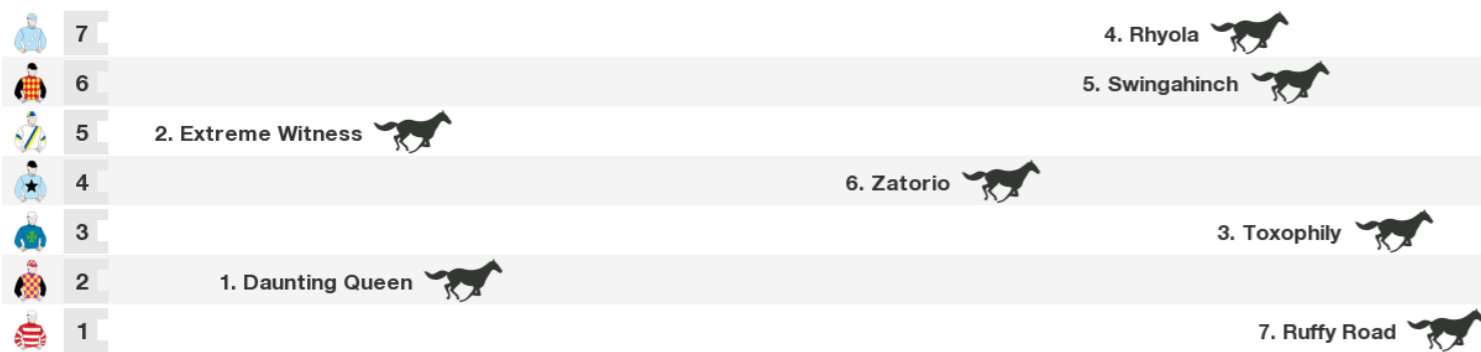 7 4. Rhyola
6 5. Swingahinch
5 2. Extreme Witness
4 6. Zatorio
3 3. Toxophily
2 1. Daunting Queen
1 7. Ruffy Road